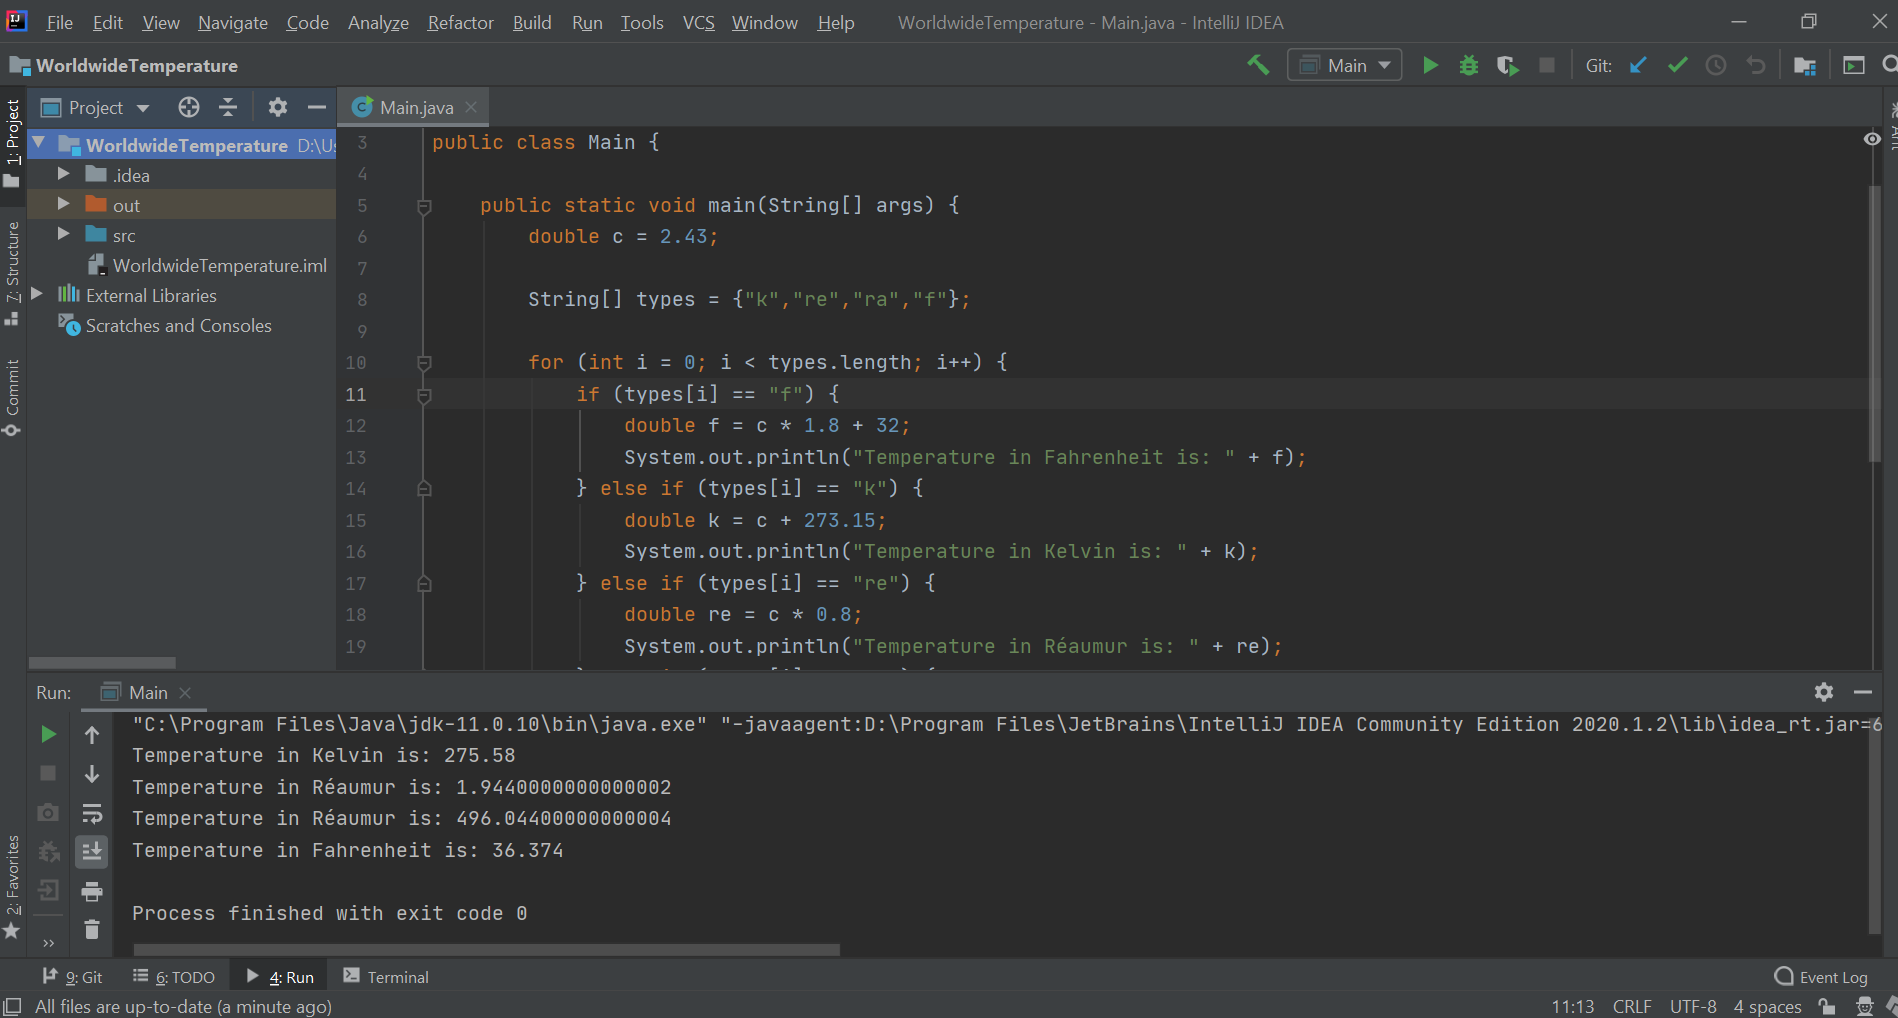 File Edit View Navigate Code Analyze Refactor Build Run Tools VCS Window Help WorldwideTemperature - Main.java - IntelliJ IDEA
WorldwideTemperature Main Git:
1: Project
7: Structure
Commit
2: Favorites
Project
WorldwideTemperature D:\Us
.idea
out
src
WorldwideTemperature.iml
External Libraries
Scratches and Consoles
Main.java
3 public class Main {
4
5 public static void main(String[] args) {
6 double c = 2.43;
7
8 String[] types = {"k","re","ra","f"};
9
10 for (int i = 0; i < types.length; i++) {
11 if (types[i] == "f") {
12 double f = c * 1.8 + 32;
13 System.out.println("Temperature in Fahrenheit is: " + f);
14 } else if (types[i] == "k") {
15 double k = c + 273.15;
16 System.out.println("Temperature in Kelvin is: " + k);
17 } else if (types[i] == "re") {
18 double re = c * 0.8;
19 System.out.println("Temperature in Réaumur is: " + re);
Run: Main
"C:\Program Files\Java\jdk-11.0.10\bin\java.exe" "-javaagent:D:\Program Files\JetBrains\IntelliJ IDEA Community Edition 2020.1.2\lib\idea_rt.jar=6
Temperature in Kelvin is: 275.58
Temperature in Réaumur is: 1.9440000000000002
Temperature in Réaumur is: 496.04400000000004
Temperature in Fahrenheit is: 36.374
Process finished with exit code 0
9: Git 6: TODO 4: Run Terminal Event Log
All files are up-to-date (a minute ago) 11:13 CRLF UTF-8 4 spaces